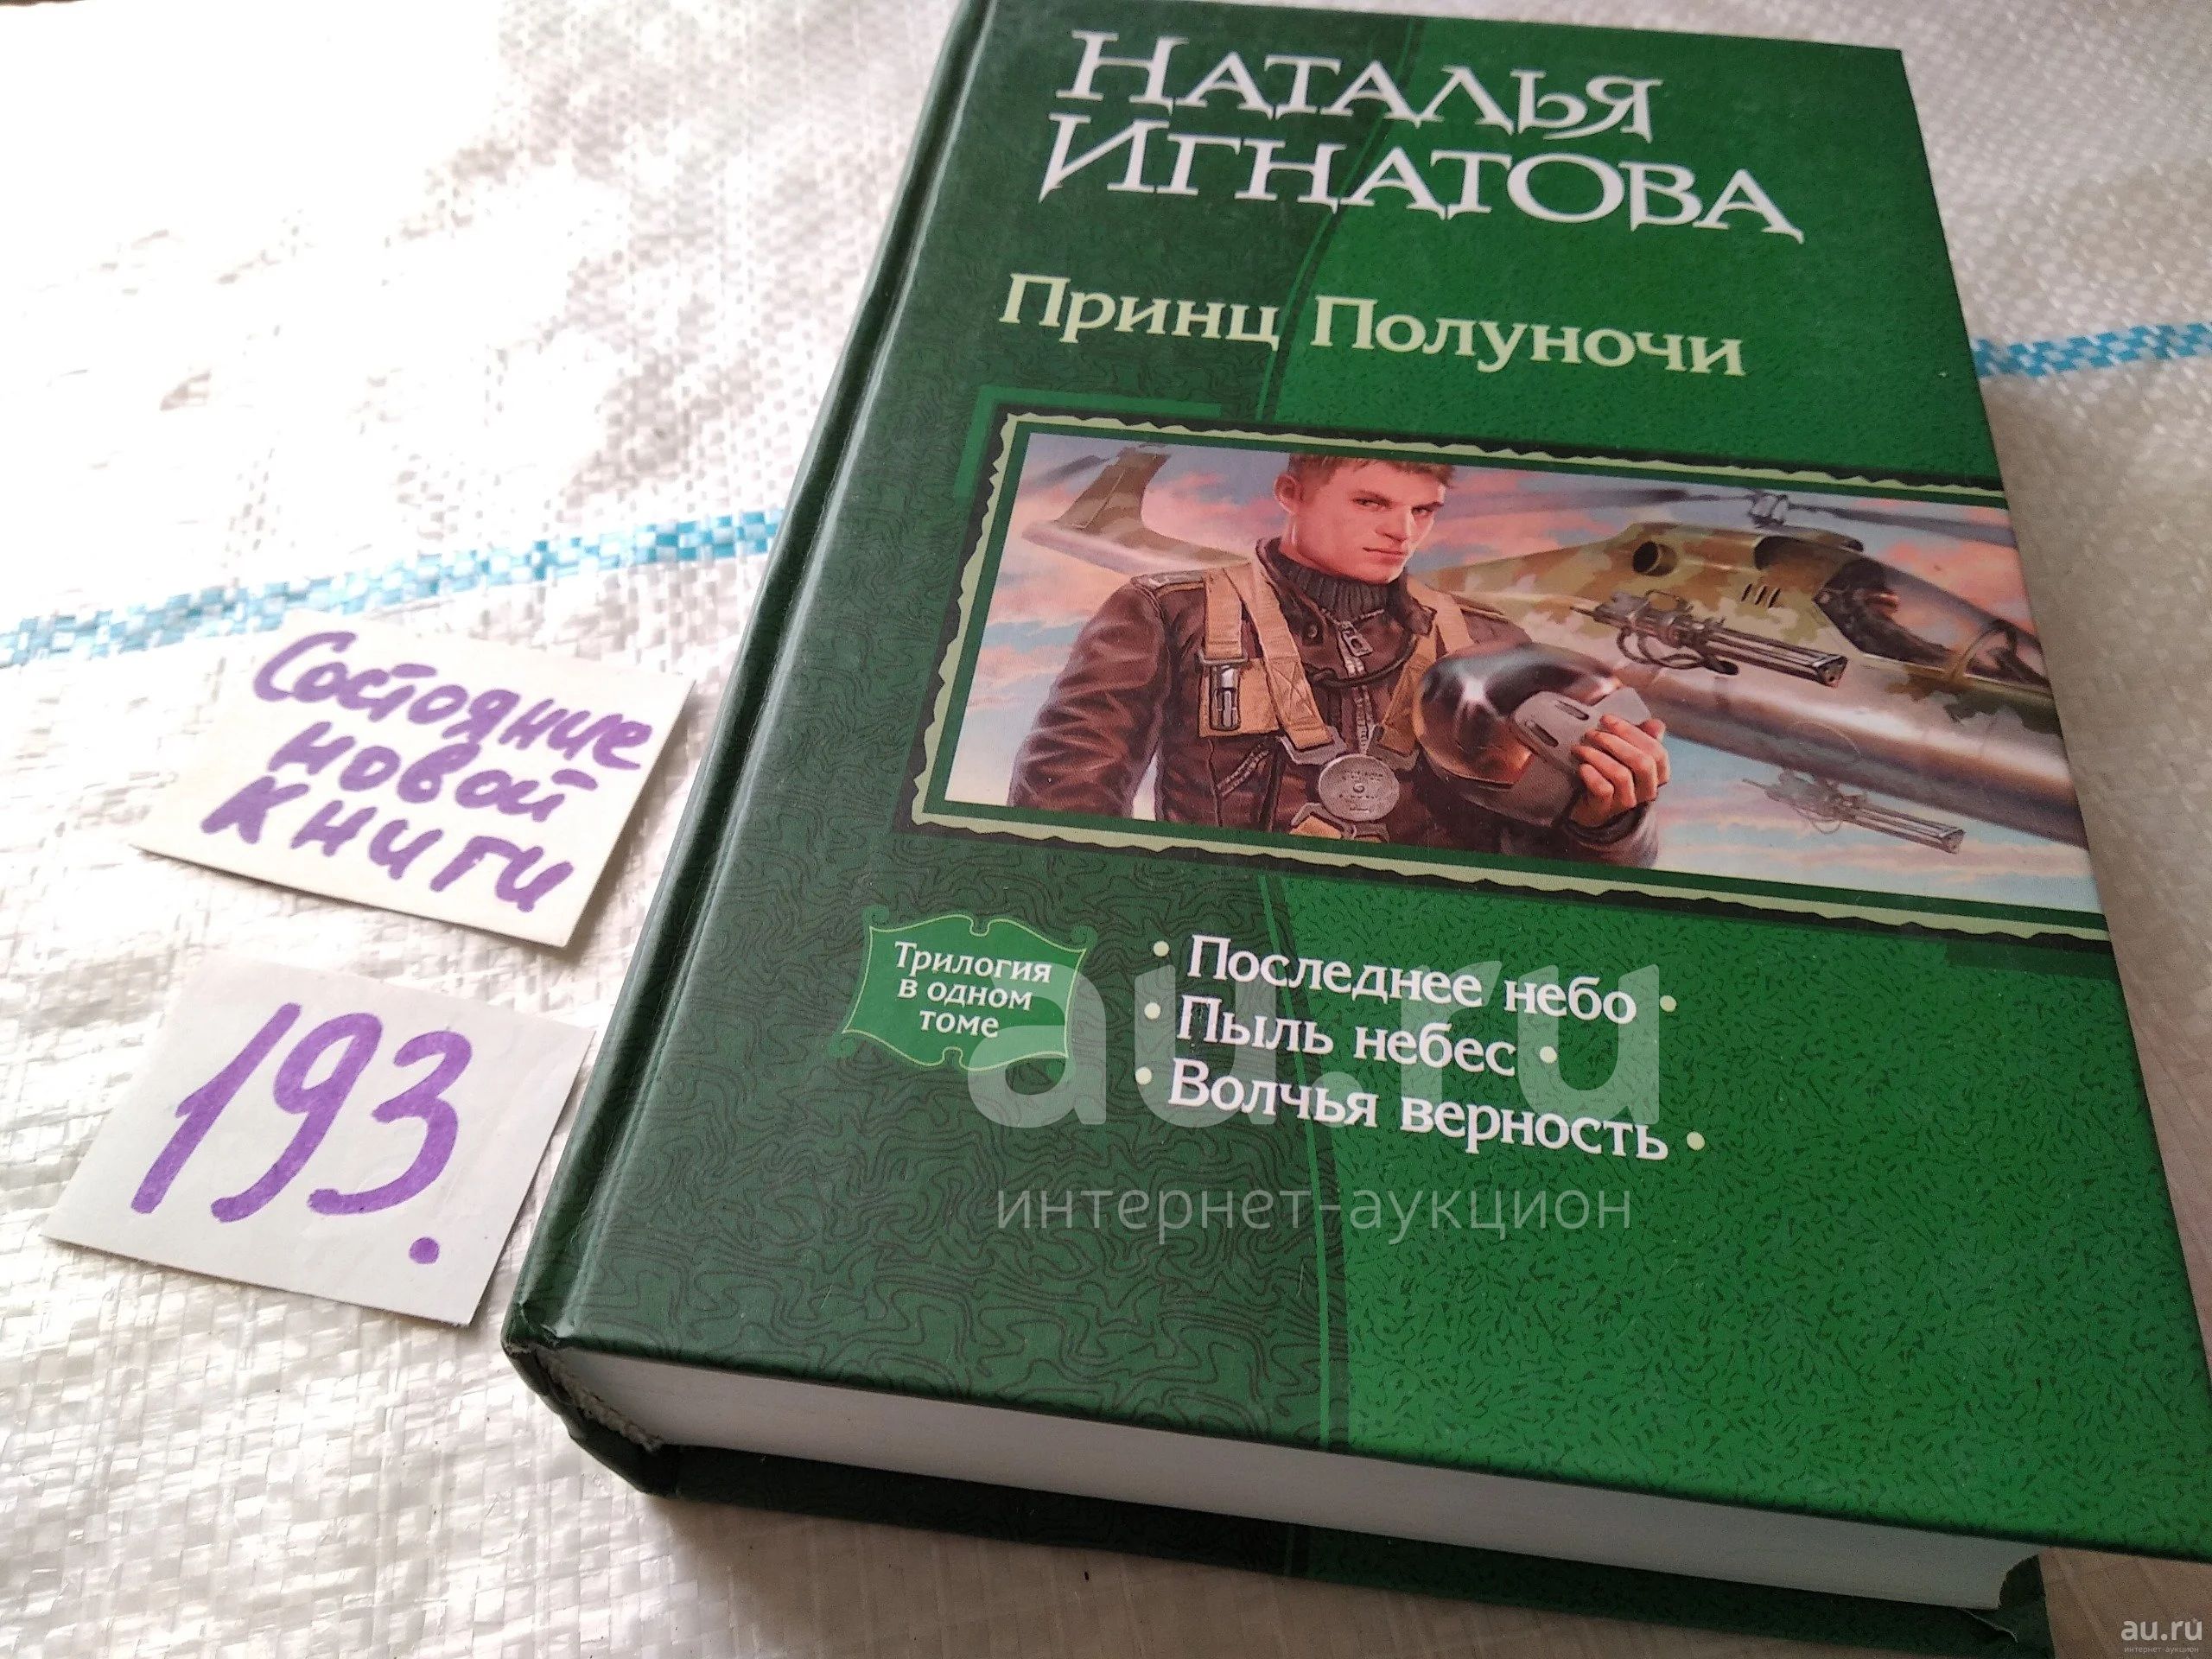 НАТАЛЬЯ
ИГНАТОВА
Принц Полуночи
Состояние
новой
книги
193.
Трилогия
в одном
томе
• Последнее небо •
• Пыль небес •
• Волчья верность •
au.ru
интернет-аукцион
au.ru
интернет-аукцион